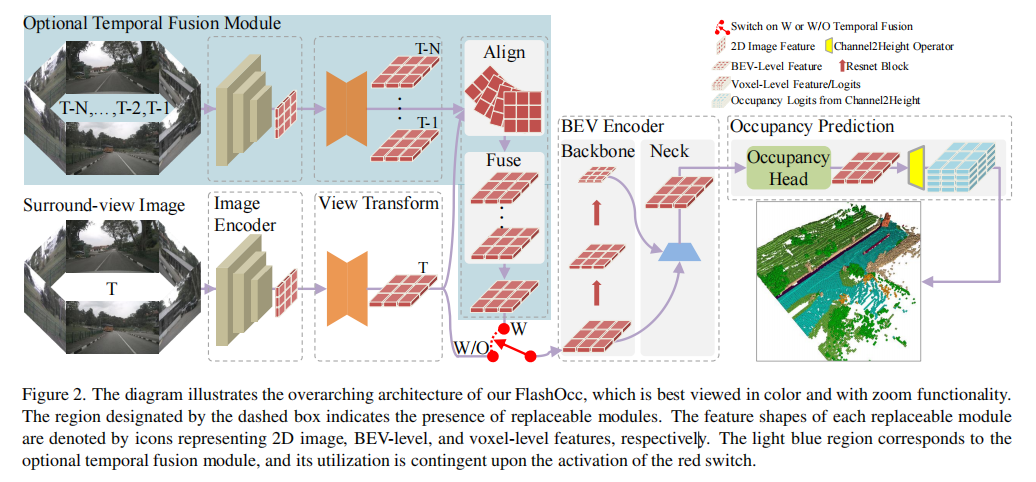 Optional Temporal Fusion Module
T-N,...,T-2,T-1
T-N
T-1
Align
Fuse
Switch on W or W/O Temporal Fusion
2D Image Feature
Channel2Height Operator
BEV-Level Feature
Resnet Block
Voxel-Level Feature/Logits
Occupancy Logits from Channel2Height
BEV Encoder
Backbone
Neck
Occupancy Prediction
Occupancy
Head
Surround-view Image
T
Image
Encoder
View Transform
T
W
W/O
Figure 2. The diagram illustrates the overarching architecture of our FlashOcc, which is best viewed in color and with zoom functionality.
The region designated by the dashed box indicates the presence of replaceable modules. The feature shapes of each replaceable module
are denoted by icons representing 2D image, BEV-level, and voxel-level features, respectively. The light blue region corresponds to the
optional temporal fusion module, and its utilization is contingent upon the activation of the red switch.